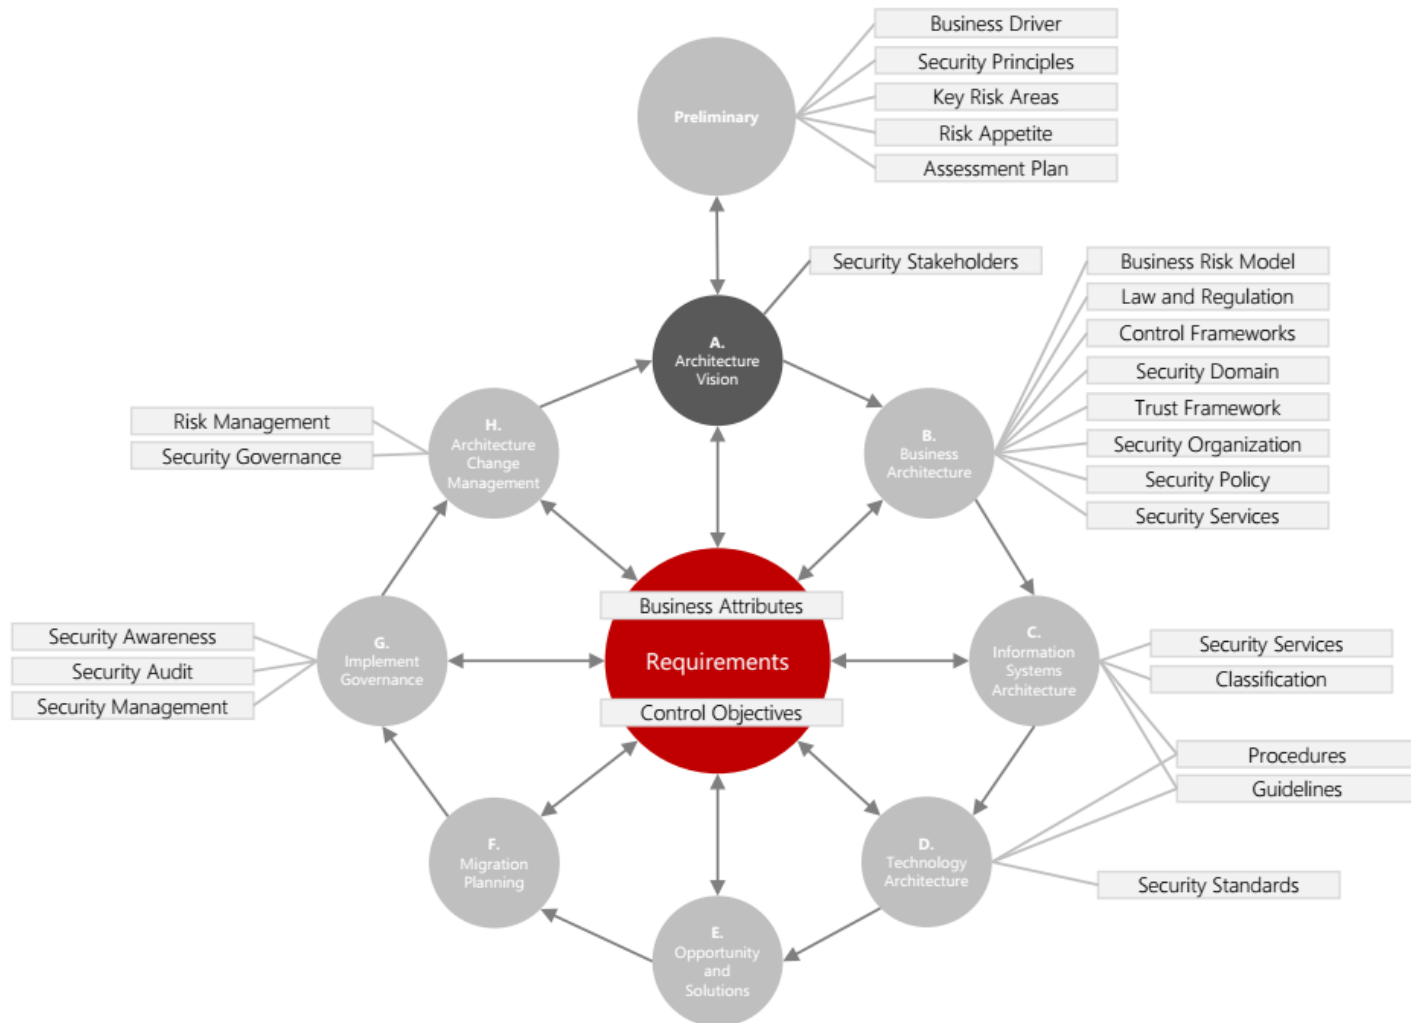 Business Driver
Security Principles
Key Risk Areas
Risk Appetite
Assessment Plan
Preliminary
Security Stakeholders
A.
Architecture
Vision
Business Risk Model
Law and Regulation
Control Frameworks
Security Domain
Trust Framework
Security Organization
Security Policy
Security Services
B.
Business
Architecture
Risk Management
Security Governance
H.
Architecture
Change
Management
Business Attributes
Requirements
Control Objectives
C.
Information
Systems
Architecture
Security Services
Classification
Procedures
Guidelines
Security Awareness
Security Audit
Security Management
G.
Implement
Governance
F.
Migration
Planning
D.
Technology
Architecture
Security Standards
E.
Opportunity
and
Solutions